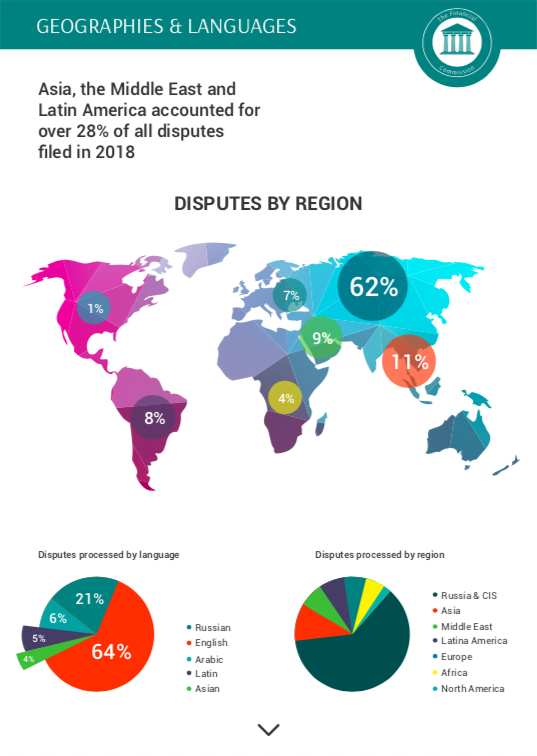 GEOGRAPHIES & LANGUAGES
The Financial
Commission
Asia, the Middle East and
Latin America accounted for
over 28% of all disputes
filed in 2018
DISPUTES BY REGION
62%
7%
1%
9%
11%
4%
8%
Disputes processed by language
21%
6%
5%
64%
4%
Russian
English
Arabic
Latin
Asian
Disputes processed by region
Russia & CIS
Asia
Middle East
Latina America
Europe
Africa
North America